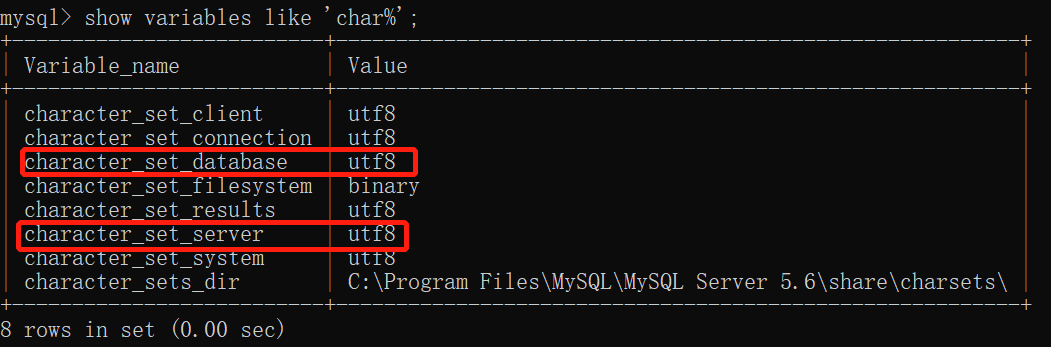 mysql> show variables like 'char%';
+--------------------------+---------------------------------------------------------+
| Variable_name | Value |
+--------------------------+---------------------------------------------------------+
| character_set_client | utf8
| character_set_connection | utf8
| character_set_database | utf8
| character_set_filesystem | binary
| character_set_results | utf8
| character_set_server | utf8
| character_set_system | utf8
| character_sets_dir | C:\Program Files\MySQL\MySQL Server 5.6\share\charsets\ |
+--------------------------+---------------------------------------------------------+
8 rows in set (0.00 sec)